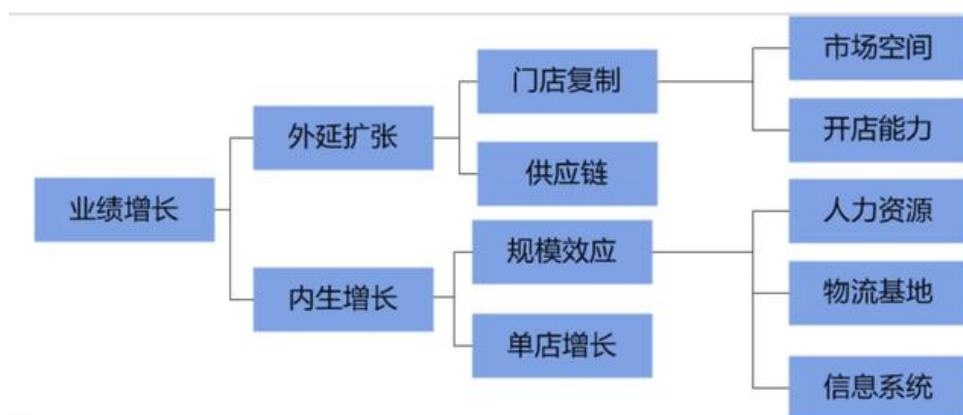 业绩增长
外延扩张
门店复制
市场空间
开店能力
供应链
内生增长
规模效应
人力资源
物流基地
信息系统
单店增长